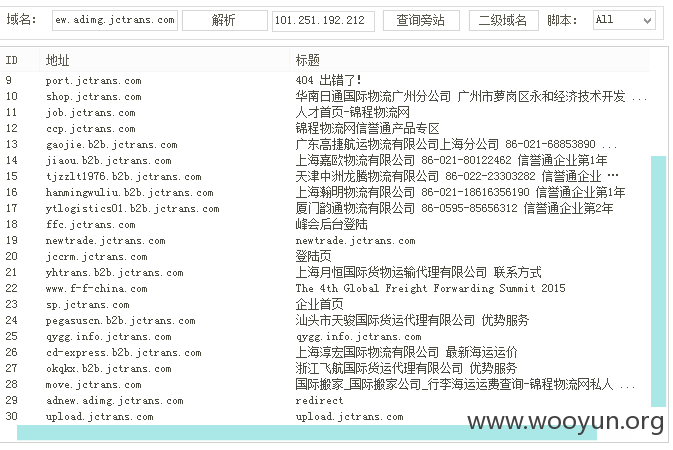 域名: ew.adimg.jctrans.com 解析 101.251.192.212 查询旁站 二级域名 脚本: All
ID 地址 标题
9 port.jctrans.com 404 出错了!
10 shop.jctrans.com 华南日通国际物流广州分公司 广州市萝岗区永和经济技术开发 ...
11 job.jctrans.com 人才首页-锦程物流网
12 ccp.jctrans.com 锦程物流网信誉通产品专区
13 gaojie.b2b.jctrans.com 广东高捷航运物流有限公司上海分公司 86-021-68853890 ...
14 jiaou.b2b.jctrans.com 上海嘉欧物流有限公司 86-021-80122462 信誉通企业第1年
15 tjzzlt1976.b2b.jctrans.com 天津中洲龙腾物流有限公司 86-022-23303282 信誉通企业 ...
16 hanmingwuliu.b2b.jctrans.com 上海瀚明物流有限公司 86-021-18616356190 信誉通企业第1年
17 ytlogistics01.b2b.jctrans.com 厦门韵通物流有限公司 86-0595-85656312 信誉通企业第2年
18 ffc.jctrans.com 峰会后台登陆
19 newtrade.jctrans.com newtrade.jctrans.com
20 jccrm.jctrans.com 登陆页
21 yhtrans.b2b.jctrans.com 上海月恒国际货物运输代理有限公司 联系方式
22 www.f-f-china.com The 4th Global Freight Forwarding Summit 2015
23 sp.jctrans.com 企业首页
24 pegasuscn.b2b.jctrans.com 汕头市天骏国际货运代理有限公司 优势服务
25 qygg.info.jctrans.com qygg.info.jctrans.com
26 cd-express.b2b.jctrans.com 上海淳宏国际物流有限公司 最新海运运价
27 okqkx.b2b.jctrans.com 浙江飞航国际货运代理有限公司 优势服务
28 move.jctrans.com 国际搬家_国际搬家公司_行李海运运费查询-锦程物流网私人 ...
29 adnew.adimg.jctrans.com redirect
30 upload.jctrans.com upload.jctrans.com
www.wooyun.org